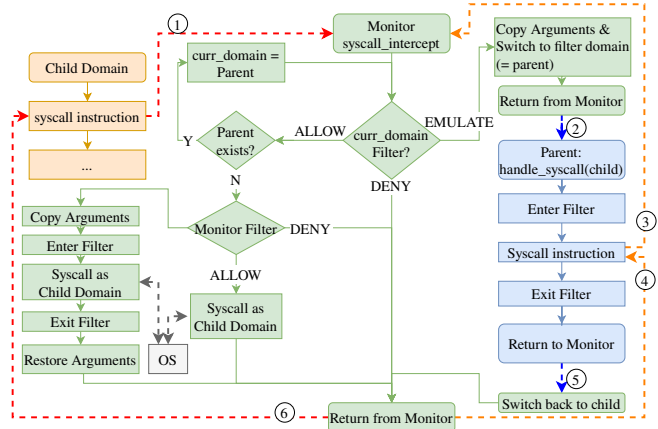 1
Monitor
syscall_intercept
Copy Arguments &
Switch to filter domain
(= parent)
Child Domain
curr_domain =
Parent
Return from Monitor
syscall instruction
EMULATE
2
Parent
exists?
ALLOW
curr_domain
Filter?
Y
...
Parent:
handle_syscall(child)
N
DENY
Copy Arguments
Monitor Filter
DENY
Enter Filter
3
Enter Filter
Syscall instruction
Syscall as
Child Domain
ALLOW
4
Exit Filter
Syscall as
Child Domain
Exit Filter
Restore Arguments
OS
Return to Monitor
5
Switch back to child
6
Return from Monitor